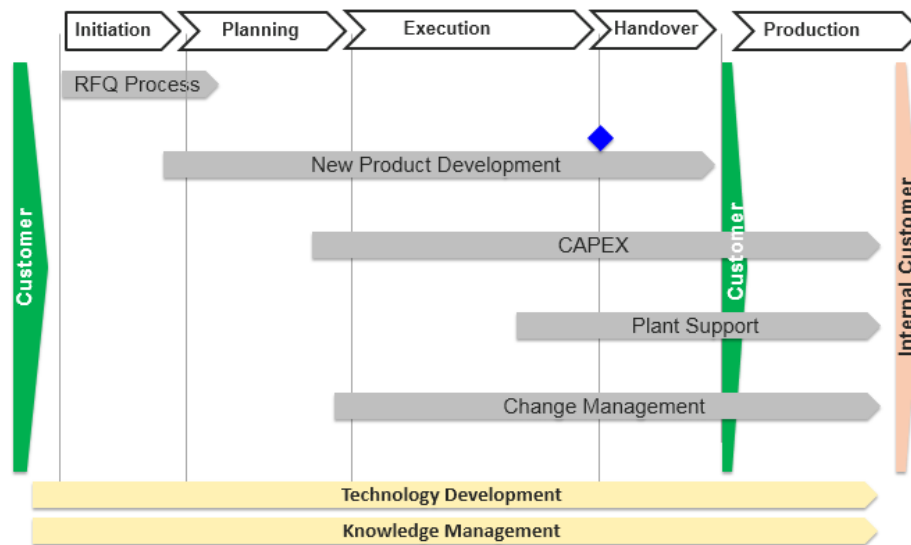 Initiation
Planning
Execution
Handover
Production
RFQ Process
New Product Development
CAPEX
Plant Support
Change Management
Customer
Customer
Internal Customer
Technology Development
Knowledge Management